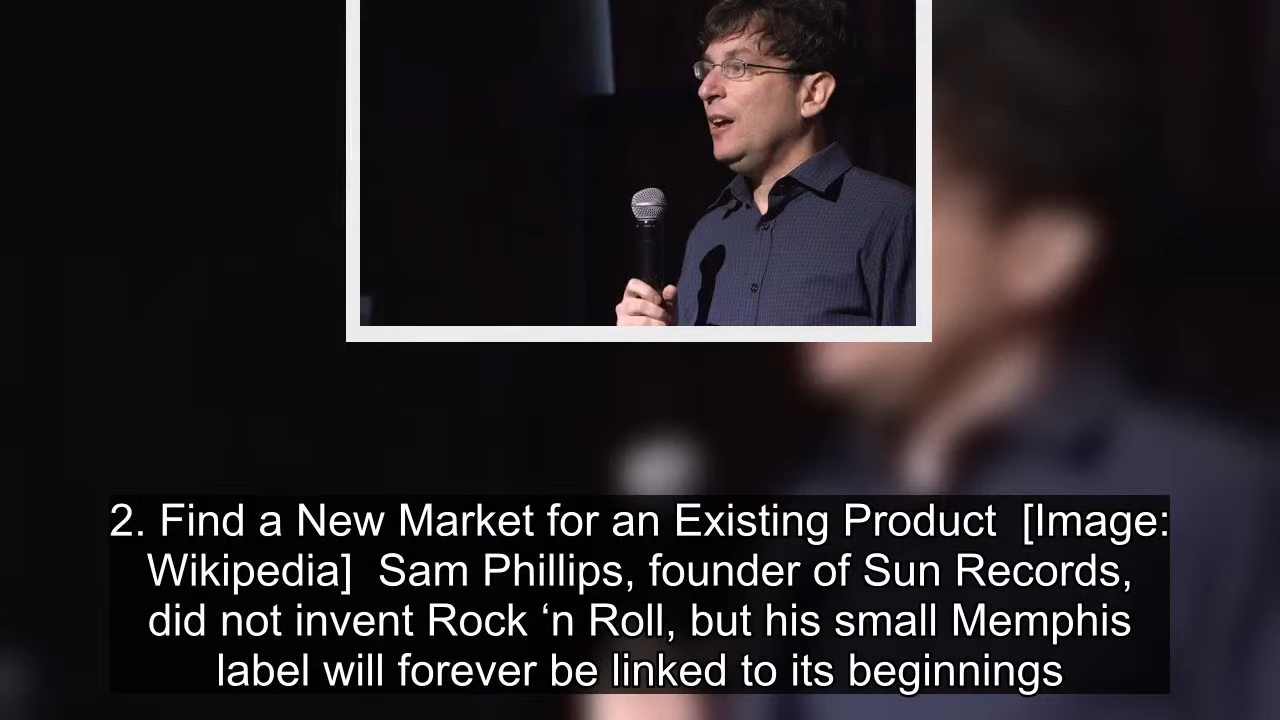 2. Find a New Market for an Existing Product  [Image:
Wikipedia]  Sam Phillips, founder of Sun Records,
did not invent Rock ‘n Roll, but his small Memphis
label will forever be linked to its beginnings